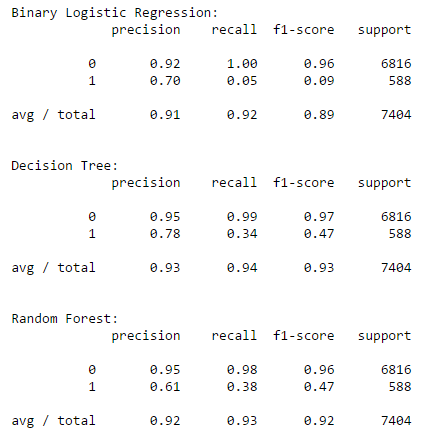 Binary Logistic Regression:
precision recall f1-score support
0 0.92 1.00 0.96 6816
1 0.70 0.05 0.09 588
avg / total 0.91 0.92 0.89 7404
Decision Tree:
precision recall f1-score support
0 0.95 0.99 0.97 6816
1 0.78 0.34 0.47 588
avg / total 0.93 0.94 0.93 7404
Random Forest:
precision recall f1-score support
0 0.95 0.98 0.96 6816
1 0.61 0.38 0.47 588
avg / total 0.92 0.93 0.92 7404